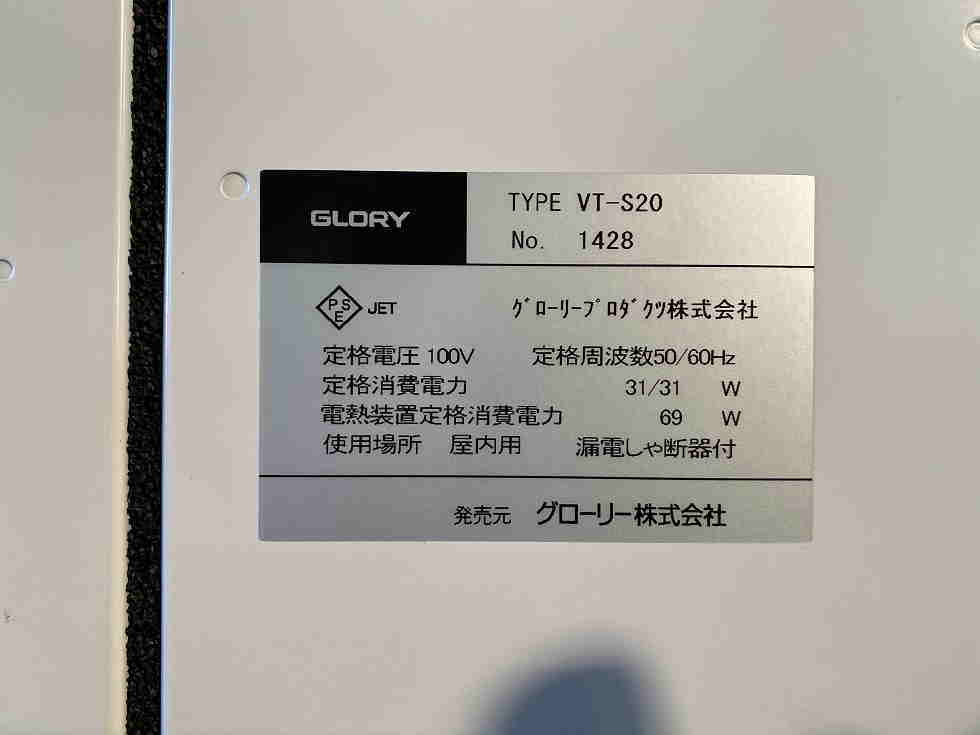 GLORY
TYPE VT-S20
No. 1428
PSE JET
グローリープロダクツ株式会社
定格電圧 100V 定格周波数50/60Hz
定格消費電力 31/31 W
電熱装置定格消費電力 69 W
使用場所 屋内用 漏電しゃ断器付
発売元 グローリー株式会社